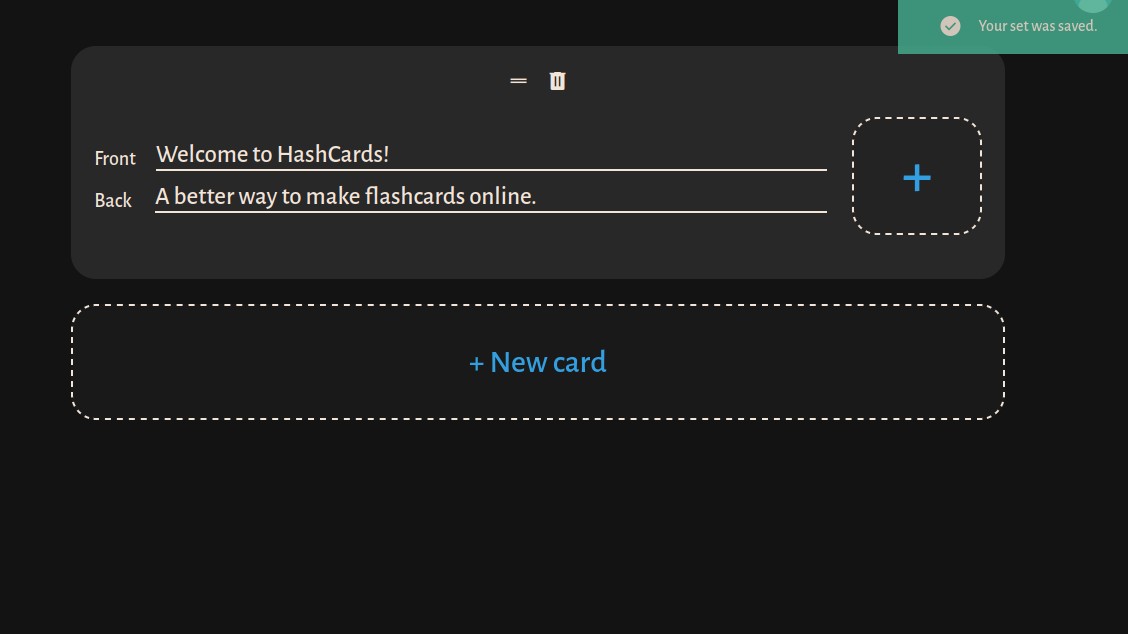 Your set was saved.
Front Welcome to HashCards!
Back A better way to make flashcards online.
+
+ New card